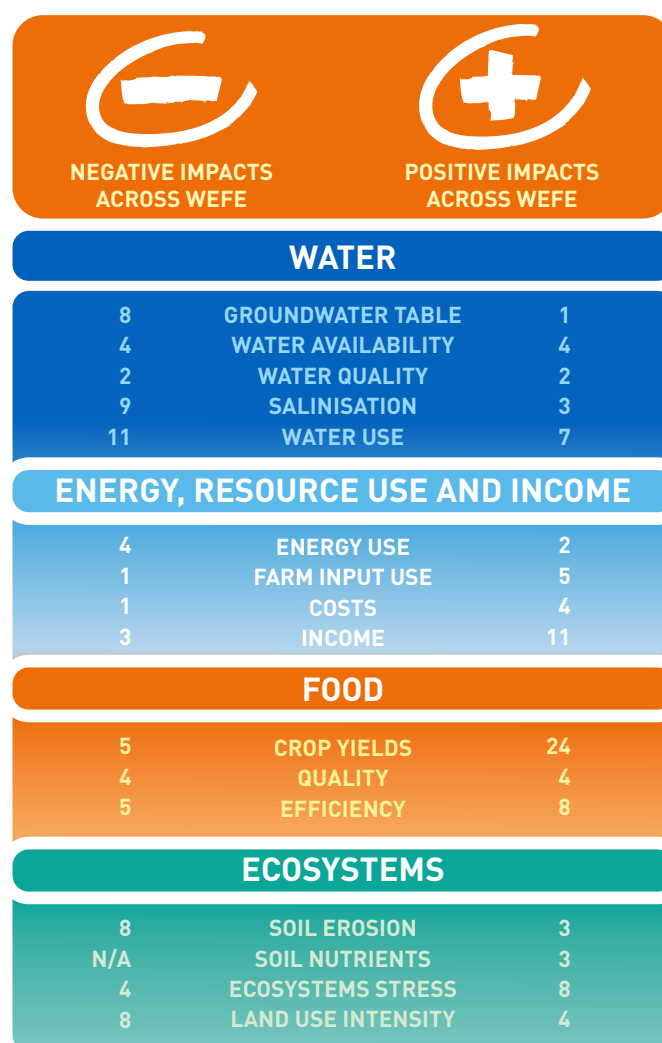 NEGATIVE IMPACTS
ACROSS WEFE
POSITIVE IMPACTS
ACROSS WEFE
WATER
8 GROUNDWATER TABLE 1
4 WATER AVAILABILITY 4
2 WATER QUALITY 2
9 SALINISATION 3
11 WATER USE 7
ENERGY, RESOURCE USE AND INCOME
4 ENERGY USE 2
1 FARM INPUT USE 5
1 COSTS 4
3 INCOME 11
FOOD
5 CROP YIELDS 24
4 QUALITY 4
5 EFFICIENCY 8
ECOSYSTEMS
8 SOIL EROSION 3
N/A SOIL NUTRIENTS 3
4 ECOSYSTEMS STRESS 8
8 LAND USE INTENSITY 4